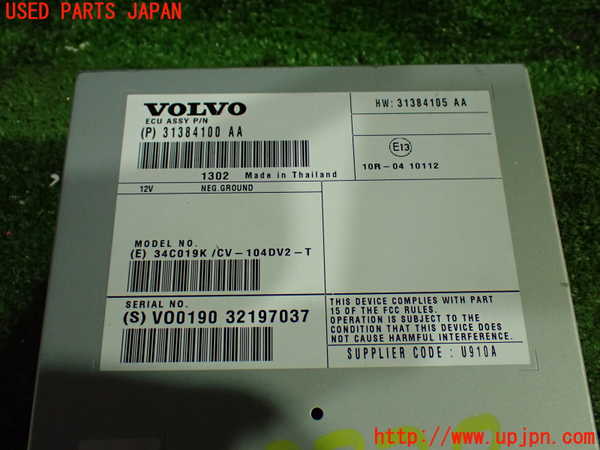 USED PARTS JAPAN
VOLVO
ECU ASSY P/N
(P) 31384100 AA
1302 Made in Thailand
HW: 31384105 AA
E13
10R-04 10112
12V NEG.GROUND
MODEL NO.
(E) 34C019K/CV-104DV2-T
SERIAL NO.
(S) VO0190 32197037
THIS DEVICE COMPLIES WITH PART
15 OF THE FCC RULES.
OPERATION IS SUBJECT TO THE
CONDITION THAT THIS DEVICE DOES
NOT CAUSE HARMFUL INTERFERENCE.
SUPPLIER CODE: U910A
http://www.upjpn.com/